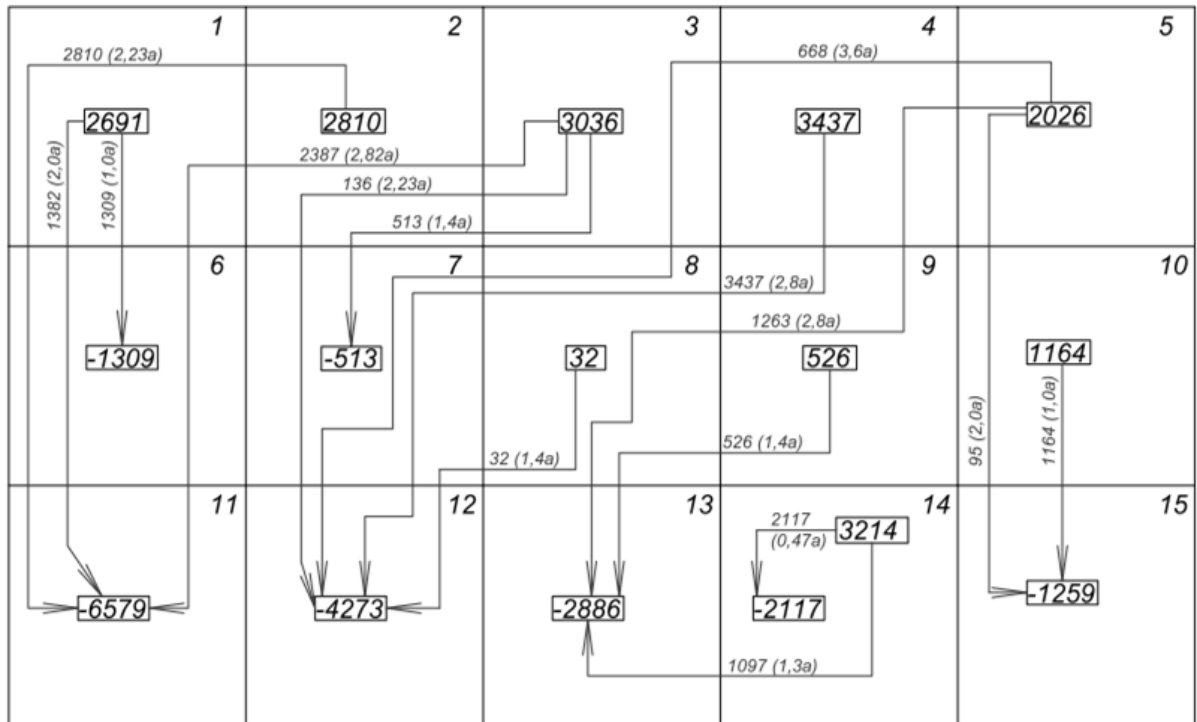 1
2
3
4
5
2810 (2,23a)
668 (3,6a)
2691
2810
3036
3437
2026
1382 (2,0a)
1309 (1,0a)
2387 (2,82a)
136 (2,23a)
513 (1,4a)
6
7
8
9
10
3437 (2,8a)
1263 (2,8a)
-1309
-513
32
526
1164
95 (2,0a)
1164 (1,0a)
32 (1,4a)
526 (1,4a)
11
12
13
14
15
2117
(0,47a)
3214
-6579
-4273
-2886
-2117
-1259
1097 (1,3a)